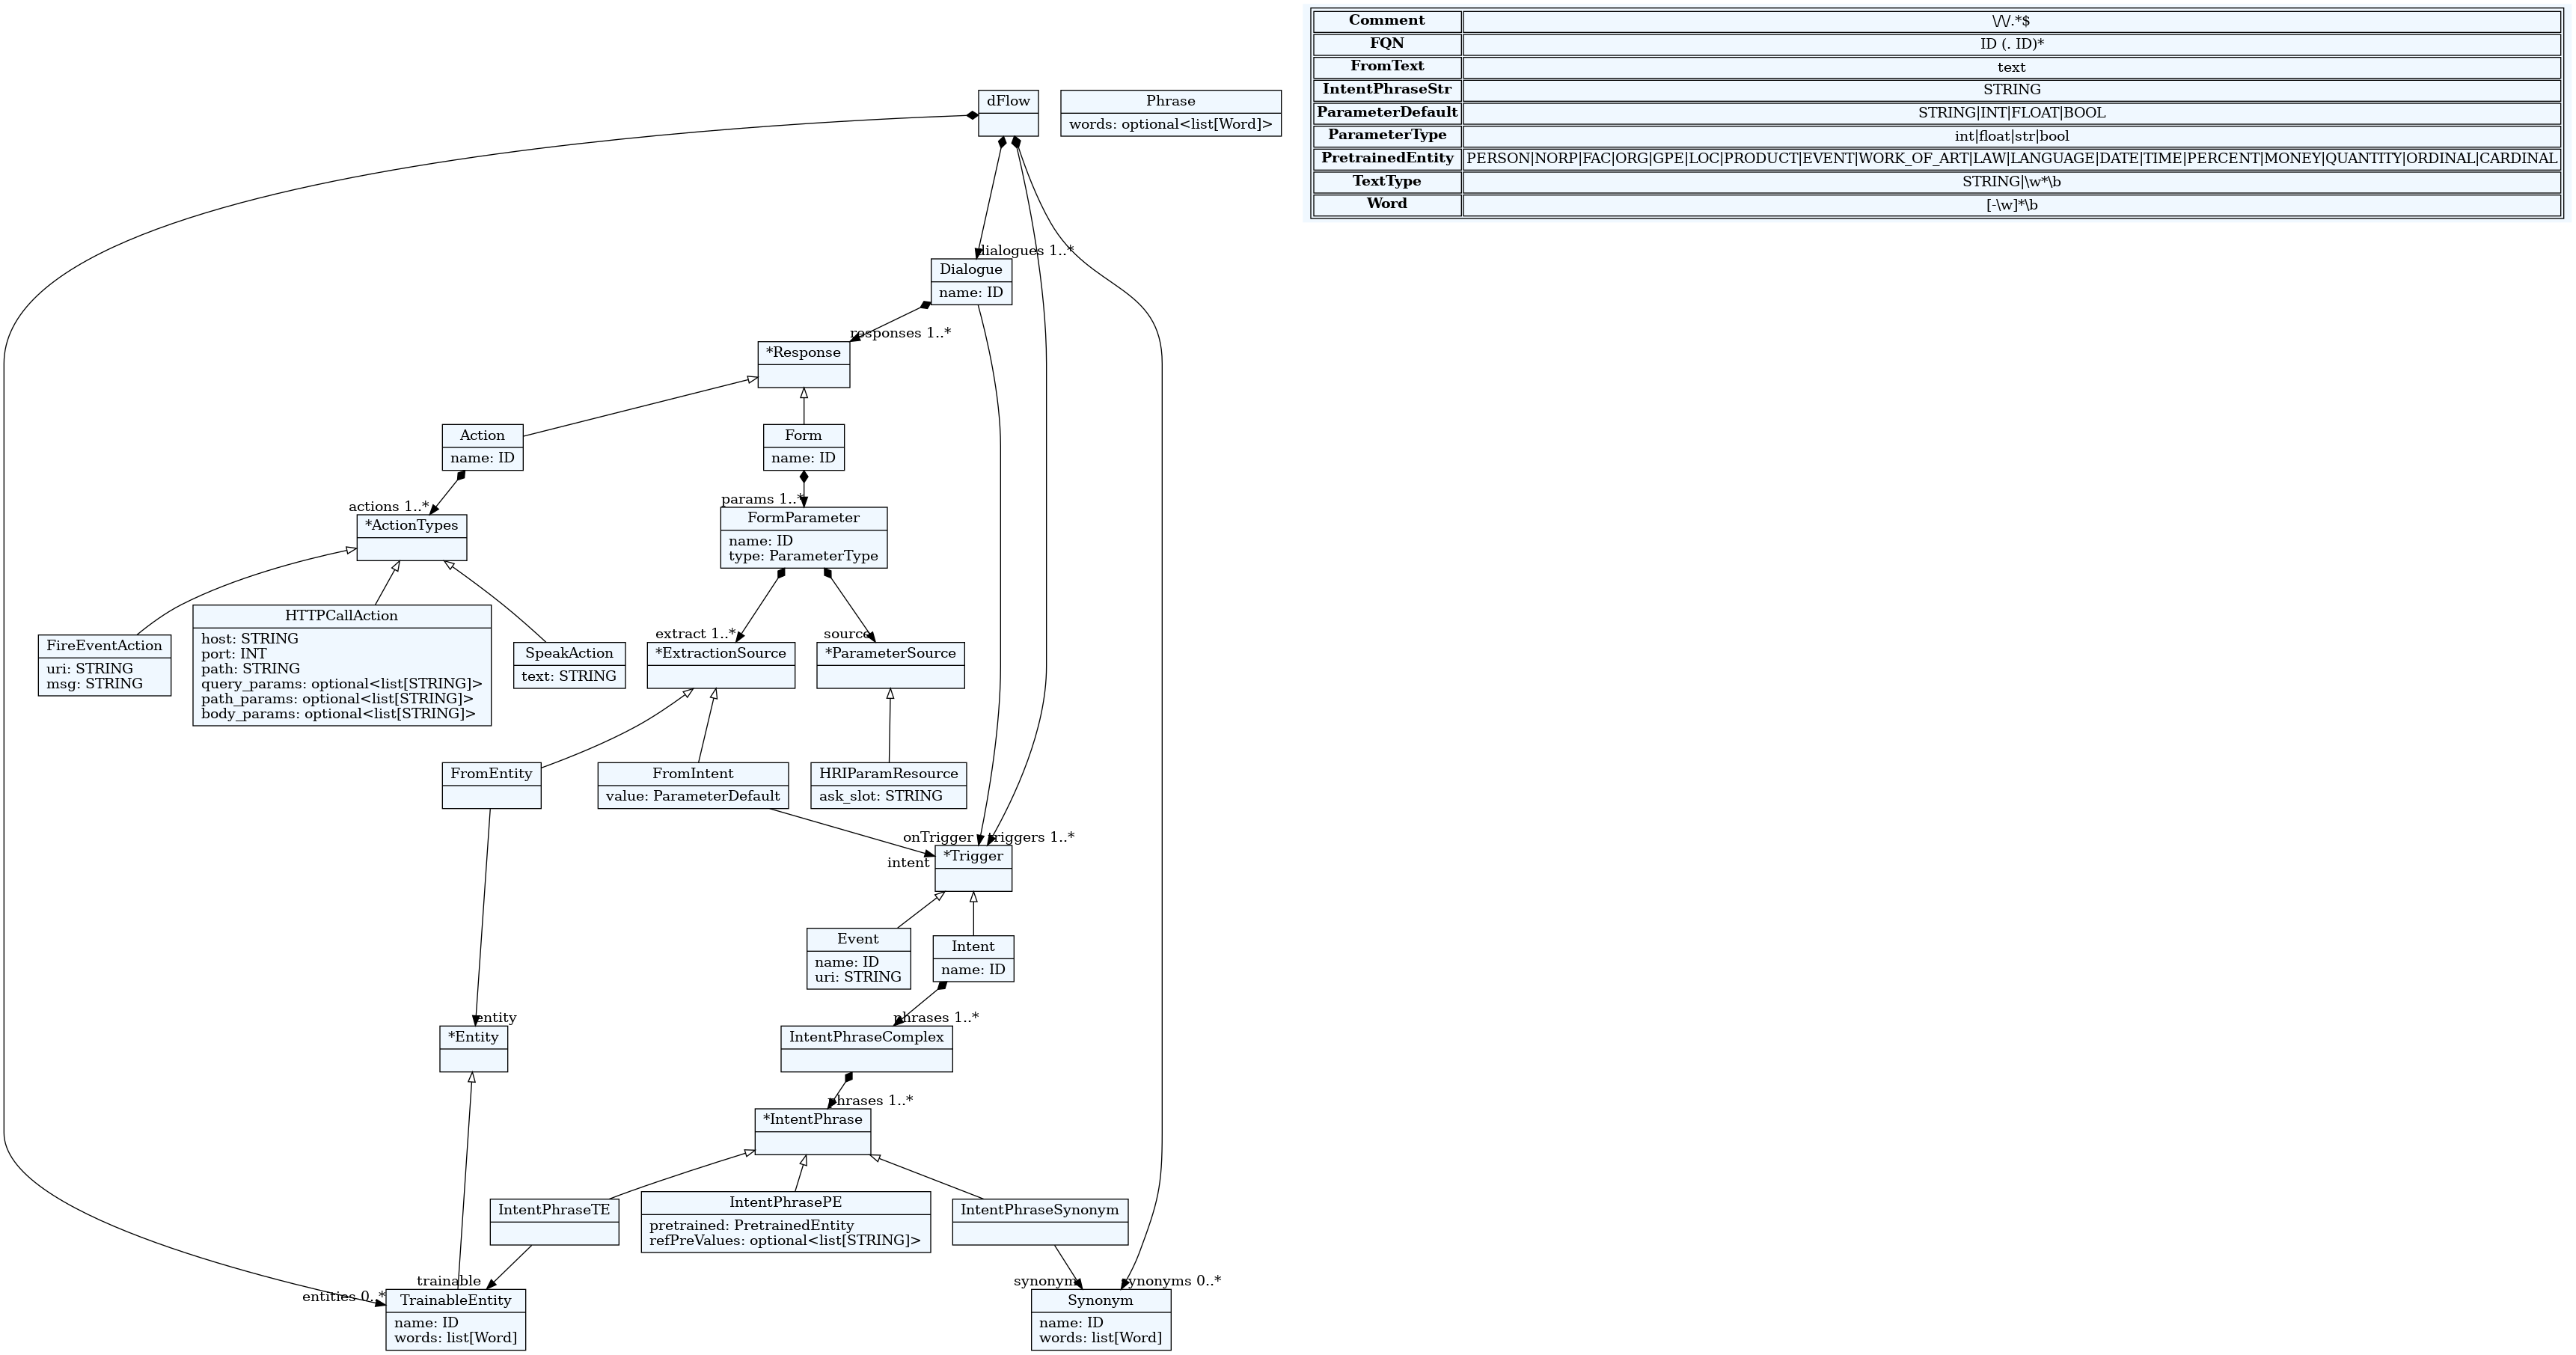 Comment \/\/.*$
FQN ID (. ID)*
FromText text
IntentPhraseStr STRING
ParameterDefault STRING|INT|FLOAT|BOOL
ParameterType int|float|str|bool
PretrainedEntity PERSON|NORP|FAC|ORG|GPE|LOC|PRODUCT|EVENT|WORK_OF_ART|LAW|LANGUAGE|DATE|TIME|PERCENT|MONEY|QUANTITY|ORDINAL|CARDINAL
TextType STRING|\w*\b
Word [-\w]*\b
dFlow
Phrase
words: optional<list[Word]>
dialogues 1..*
Dialogue
name: ID
responses 1..*
*Response
Action
name: ID
Form
name: ID
actions 1..*
*ActionTypes
params 1..*
FormParameter
name: ID
type: ParameterType
FireEventAction
uri: STRING
msg: STRING
HTTPCallAction
host: STRING
port: INT
path: STRING
query_params: optional<list[STRING]>
path_params: optional<list[STRING]>
body_params: optional<list[STRING]>
SpeakAction
text: STRING
extract 1..*
*ExtractionSource
source
*ParameterSource
FromEntity
FromIntent
value: ParameterDefault
HRIParamResource
ask_slot: STRING
onTrigger
triggers 1..*
intent
*Trigger
Event
name: ID
uri: STRING
Intent
name: ID
entity
*Entity
phrases 1..*
IntentPhraseComplex
phrases 1..*
*IntentPhrase
IntentPhraseTE
IntentPhrasePE
pretrained: PretrainedEntity
refPreValues: optional<list[STRING]>
IntentPhraseSynonym
trainable
entities 0..*
TrainableEntity
name: ID
words: list[Word]
synonym
synonyms 0..*
Synonym
name: ID
words: list[Word]